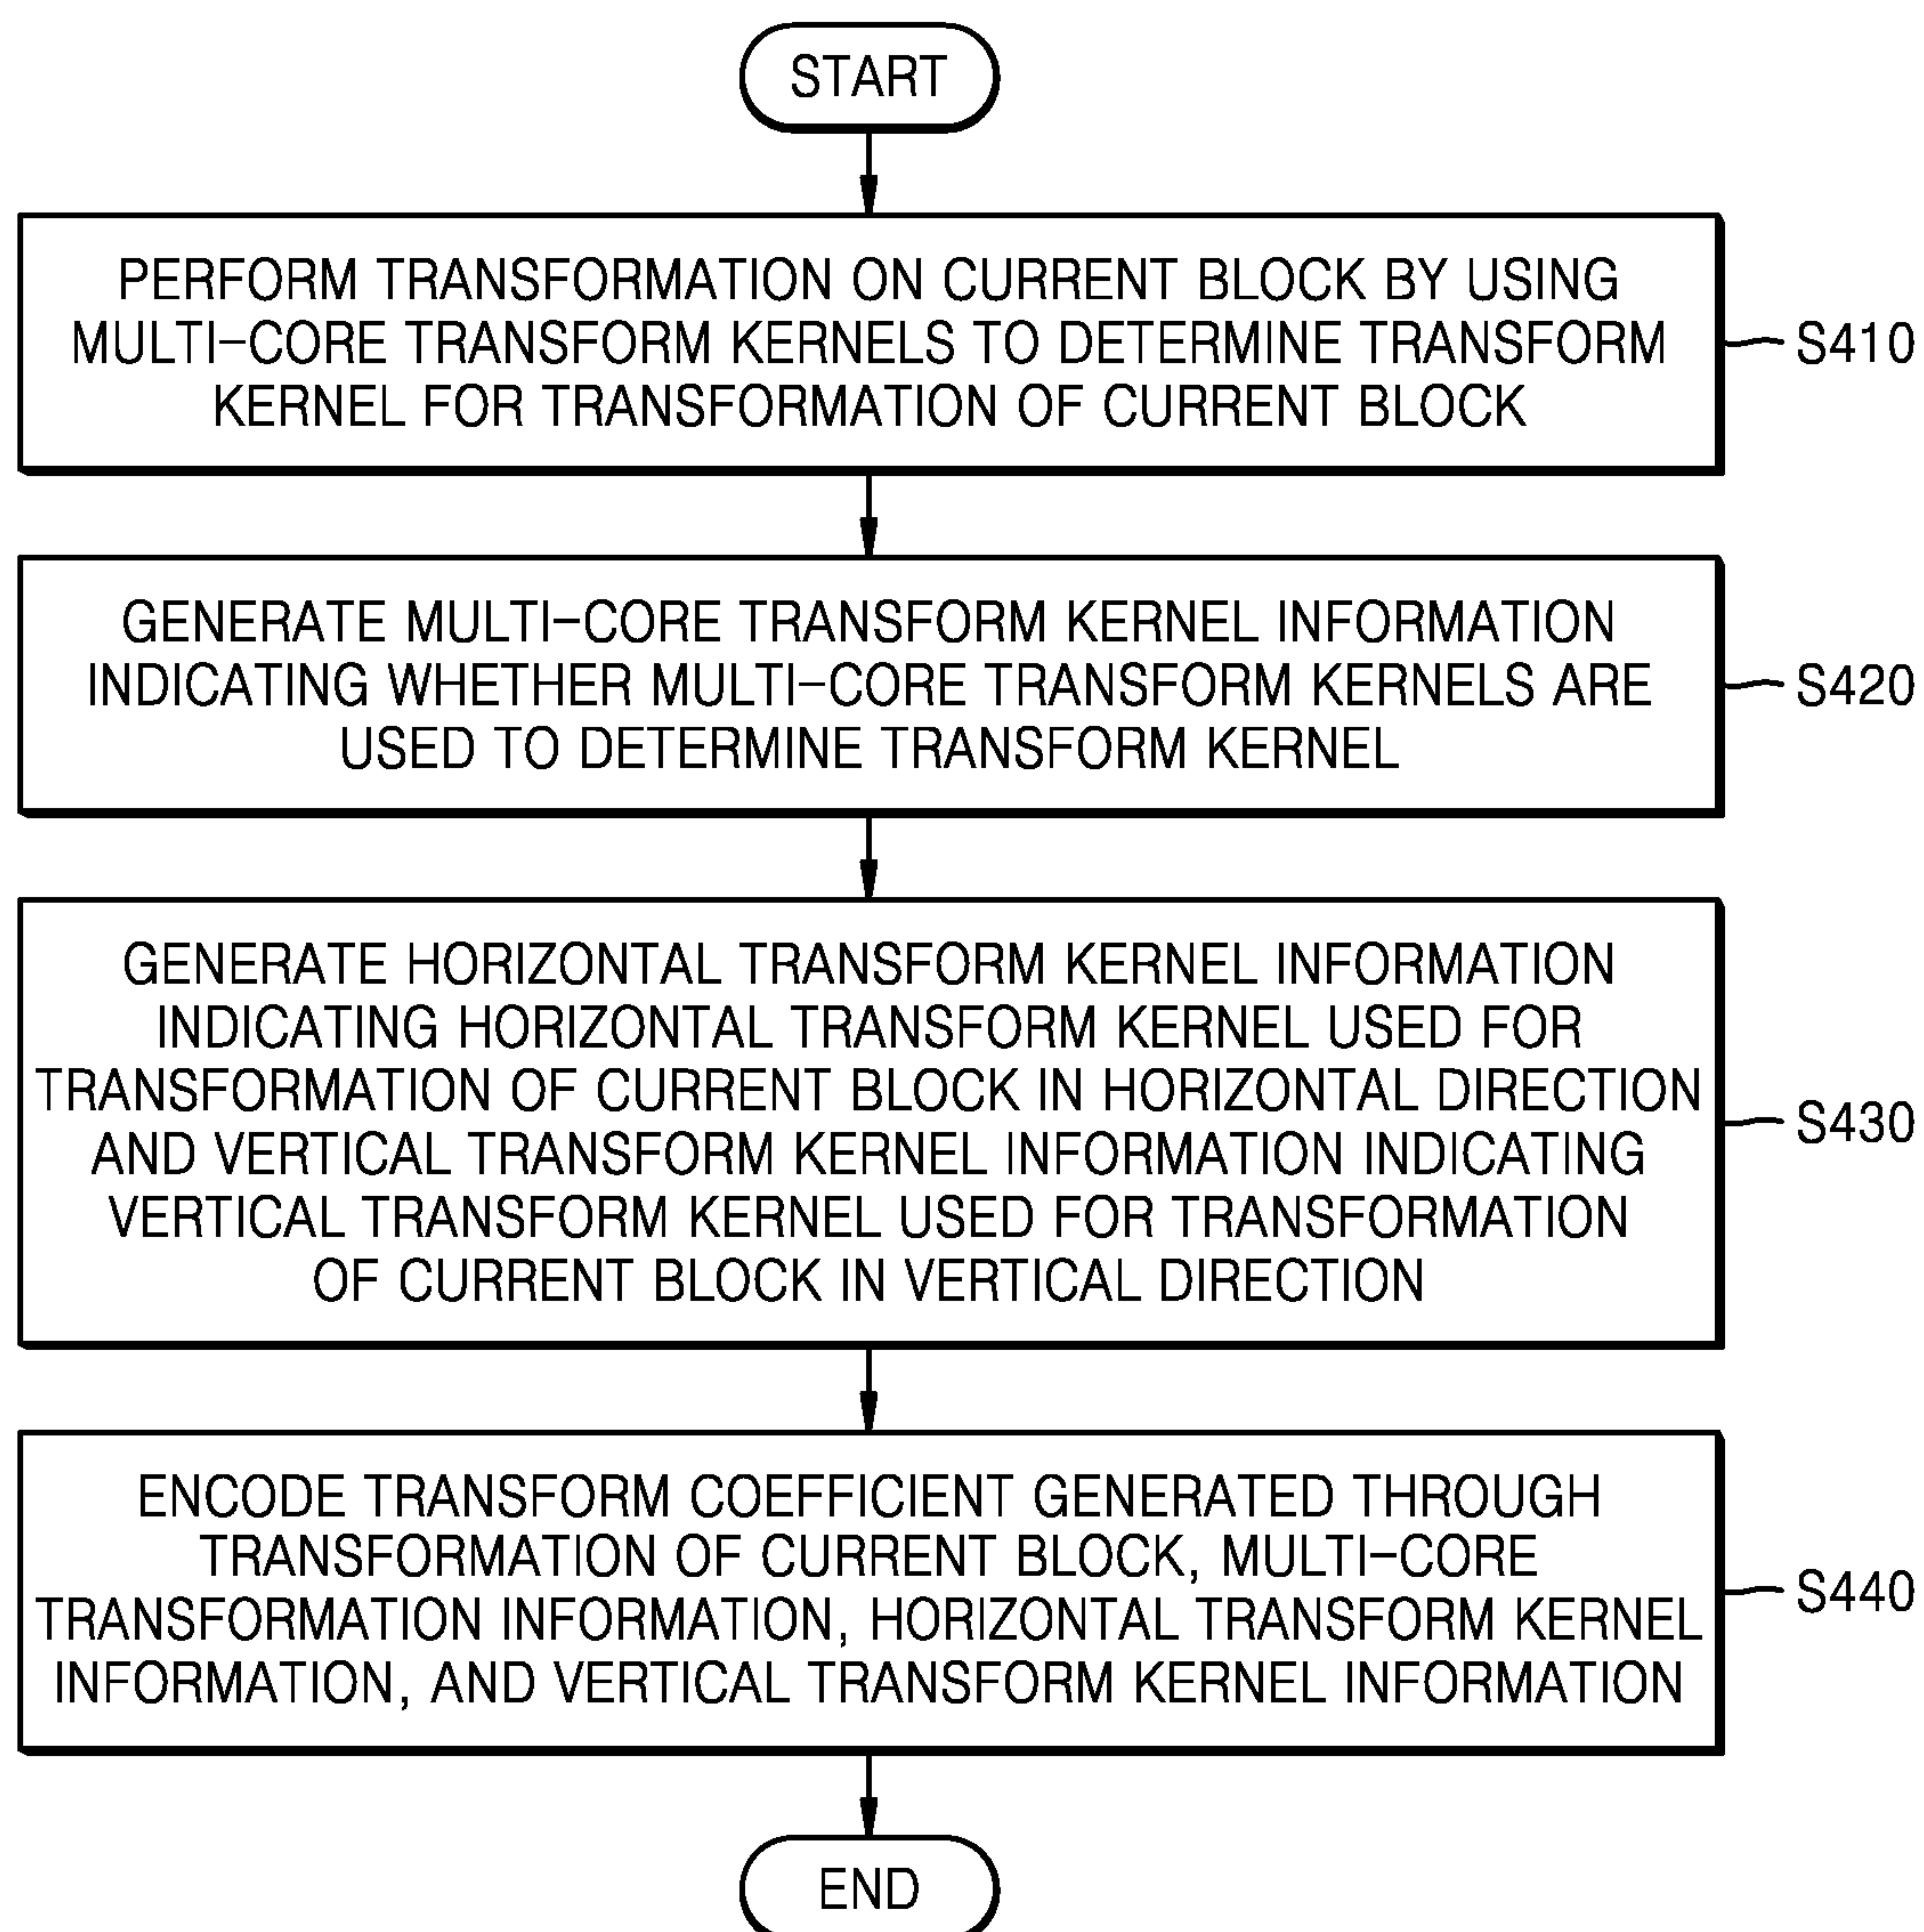 START
PERFORM TRANSFORMATION ON CURRENT BLOCK BY USING
MULTI-CORE TRANSFORM KERNELS TO DETERMINE TRANSFORM
KERNEL FOR TRANSFORMATION OF CURRENT BLOCK
S410
GENERATE MULTI-CORE TRANSFORM KERNEL INFORMATION
INDICATING WHETHER MULTI-CORE TRANSFORM KERNELS ARE
USED TO DETERMINE TRANSFORM KERNEL
S420
GENERATE HORIZONTAL TRANSFORM KERNEL INFORMATION
INDICATING HORIZONTAL TRANSFORM KERNEL USED FOR
TRANSFORMATION OF CURRENT BLOCK IN HORIZONTAL DIRECTION
AND VERTICAL TRANSFORM KERNEL INFORMATION INDICATING
VERTICAL TRANSFORM KERNEL USED FOR TRANSFORMATION
OF CURRENT BLOCK IN VERTICAL DIRECTION
S430
ENCODE TRANSFORM COEFFICIENT GENERATED THROUGH
TRANSFORMATION OF CURRENT BLOCK, MULTI-CORE
TRANSFORMATION INFORMATION, HORIZONTAL TRANSFORM KERNEL
INFORMATION, AND VERTICAL TRANSFORM KERNEL INFORMATION
S440
END